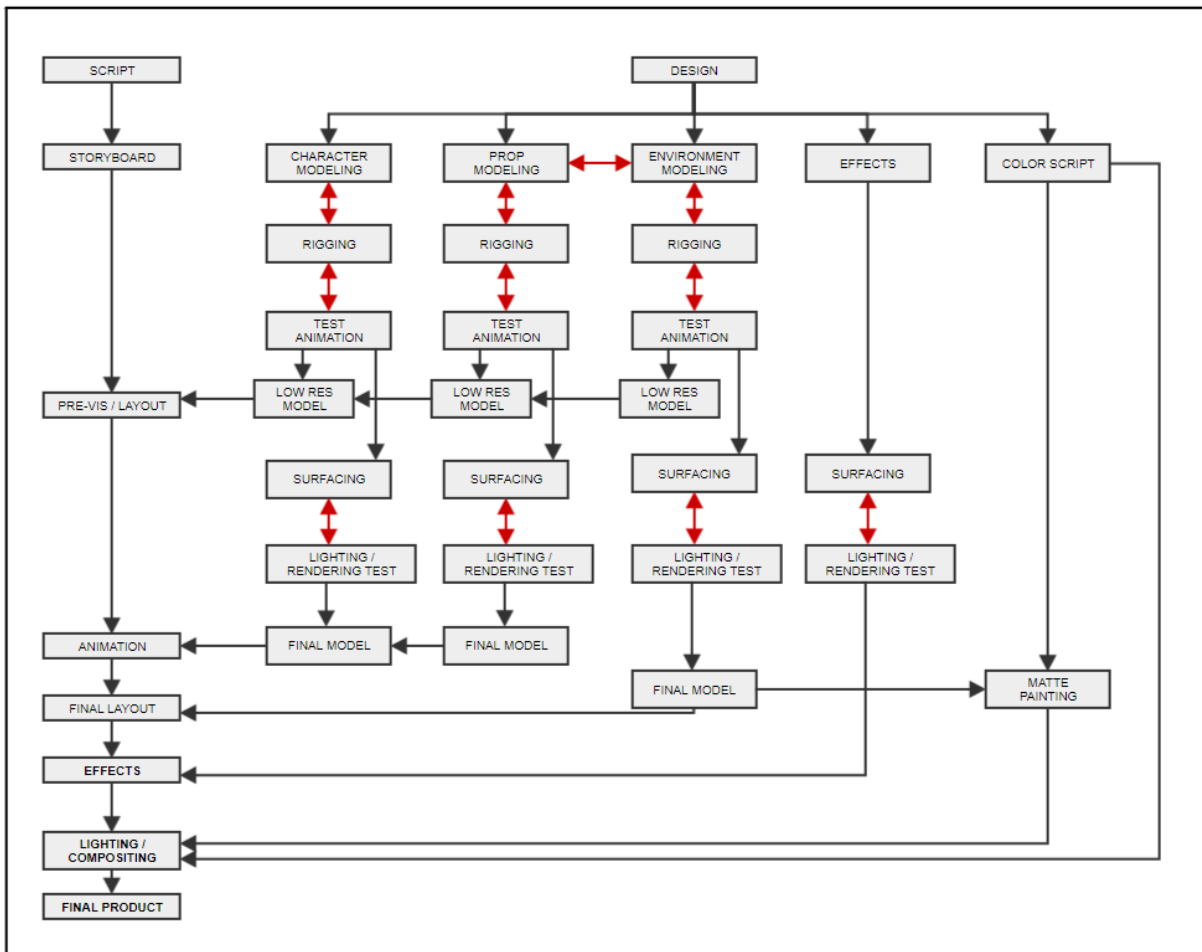 SCRIPT
DESIGN
STORYBOARD
CHARACTER
MODELING
PROP
MODELING
ENVIRONMENT
MODELING
EFFECTS
COLOR SCRIPT
RIGGING
RIGGING
RIGGING
TEST
ANIMATION
TEST
ANIMATION
TEST
ANIMATION
PRE-VIS / LAYOUT
LOW RES
MODEL
LOW RES
MODEL
LOW RES
MODEL
SURFACING
SURFACING
SURFACING
SURFACING
LIGHTING /
RENDERING TEST
LIGHTING /
RENDERING TEST
LIGHTING /
RENDERING TEST
LIGHTING /
RENDERING TEST
ANIMATION
FINAL MODEL
FINAL MODEL
FINAL MODEL
MATTE
PAINTING
FINAL LAYOUT
EFFECTS
LIGHTING /
COMPOSITING
FINAL PRODUCT